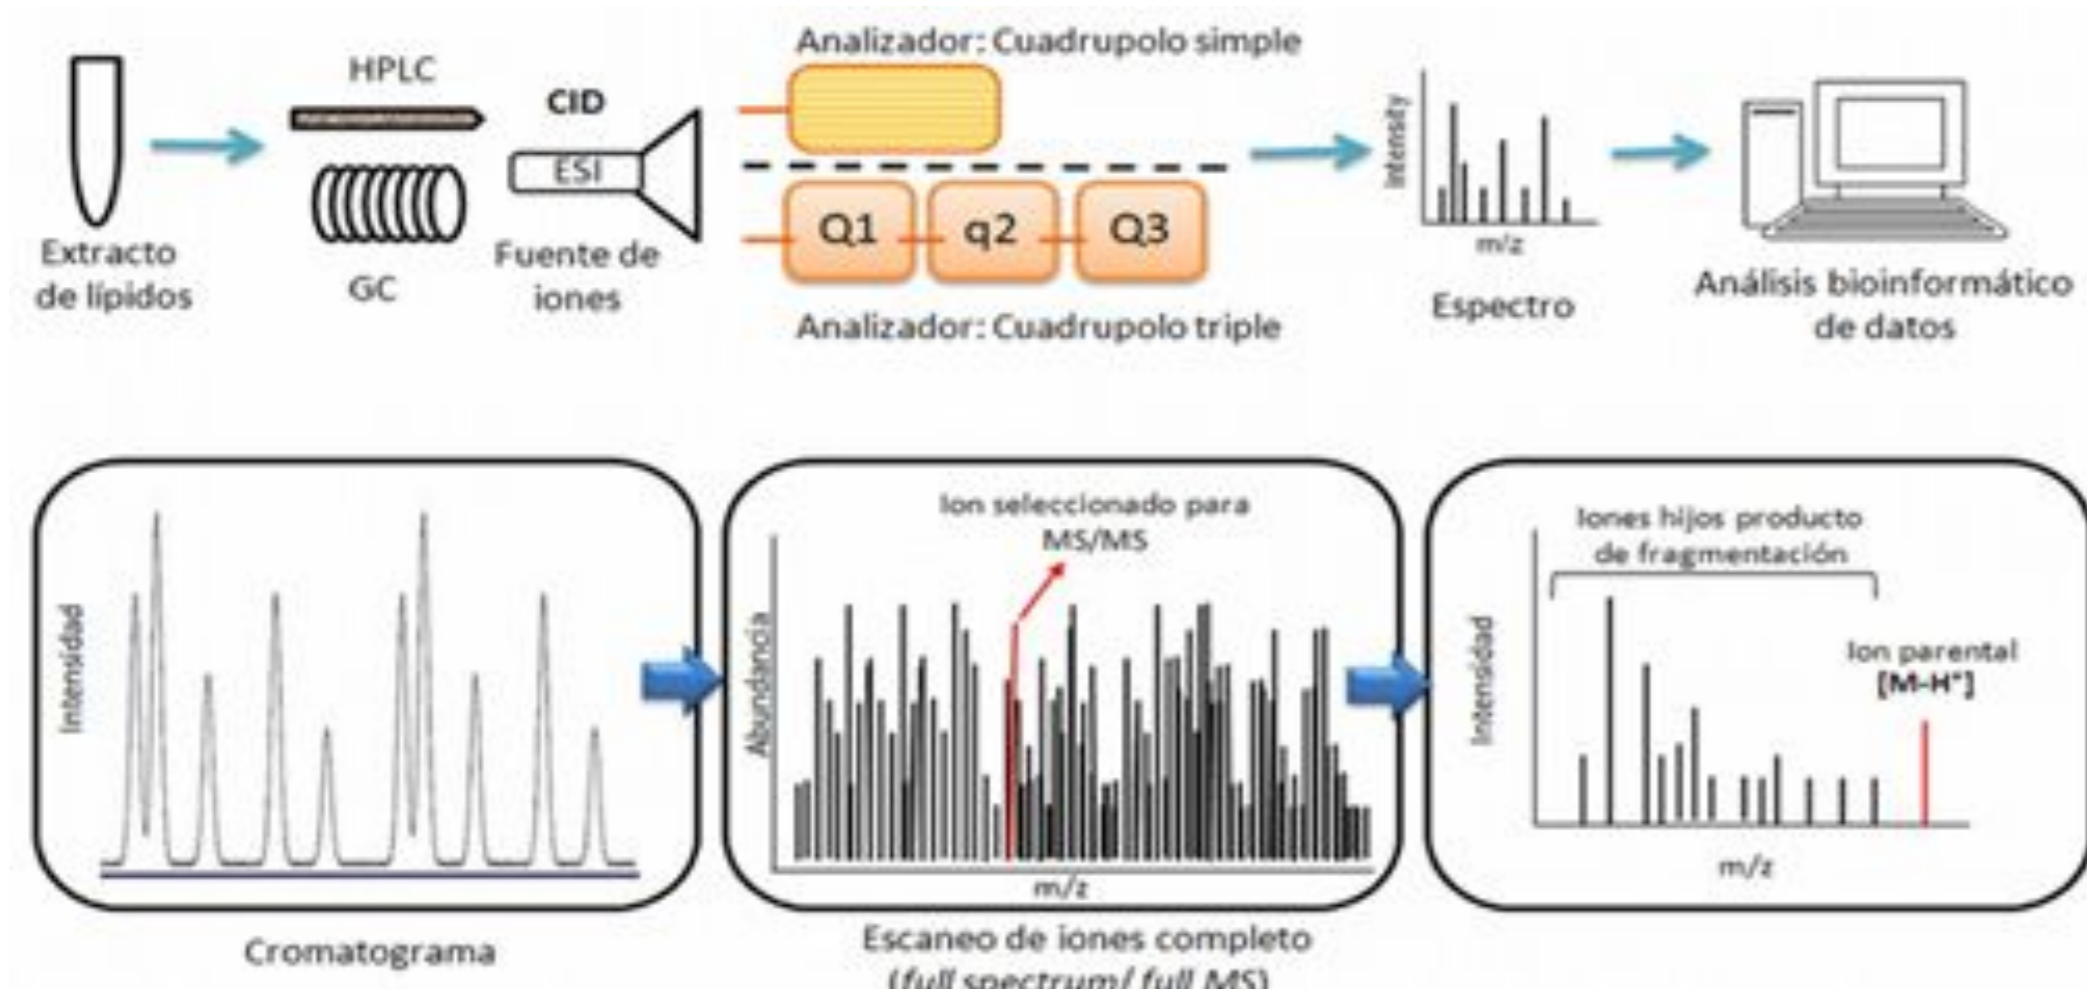 Extracto
de lípidos
HPLC
GC
CID
ESI
Fuente de
iones
Analizador: Cuadrupolo simple
Q1
q2
Q3
Analizador: Cuadrupolo triple
Intensity
m/z
Espectro
Análisis bioinformático
de datos
Intensidad
Cromatograma
Ion seleccionado para
MS/MS
Abundancia
m/z
Escaneo de iones completo
(full spectrum/ full MS)
Iones hijos producto
de fragmentación
Intensidad
Ion parental
[M-H⁺]
m/z